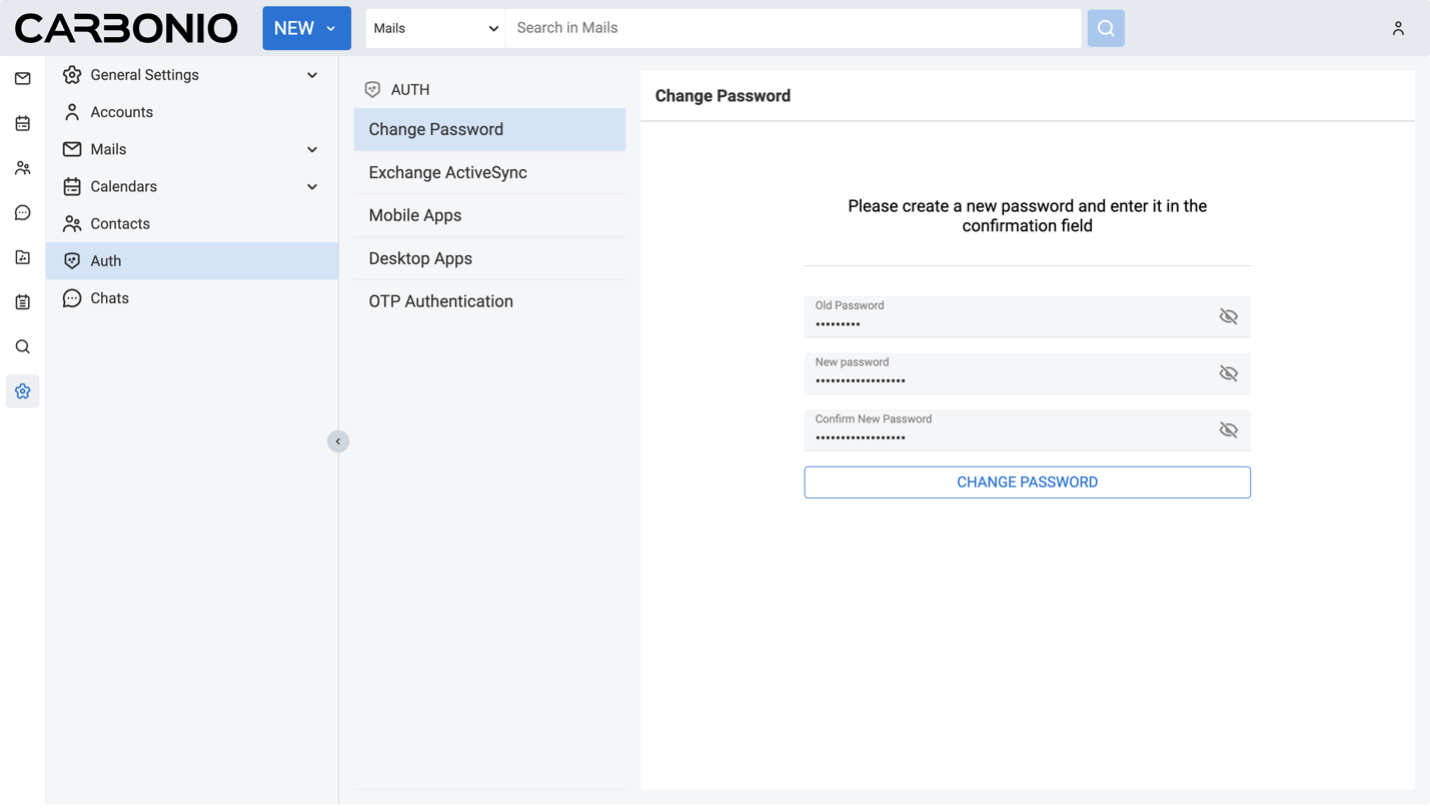 CARBONIO
NEW
Mails
Search in Mails
General Settings
Accounts
Mails
Calendars
Contacts
Auth
Chats
AUTH
Change Password
Exchange ActiveSync
Mobile Apps
Desktop Apps
OTP Authentication
Change Password
Please create a new password and enter it in the
confirmation field
Old Password
•••••••••
New password
••••••••••••••••••
Confirm New Password
••••••••••••••••••
CHANGE PASSWORD